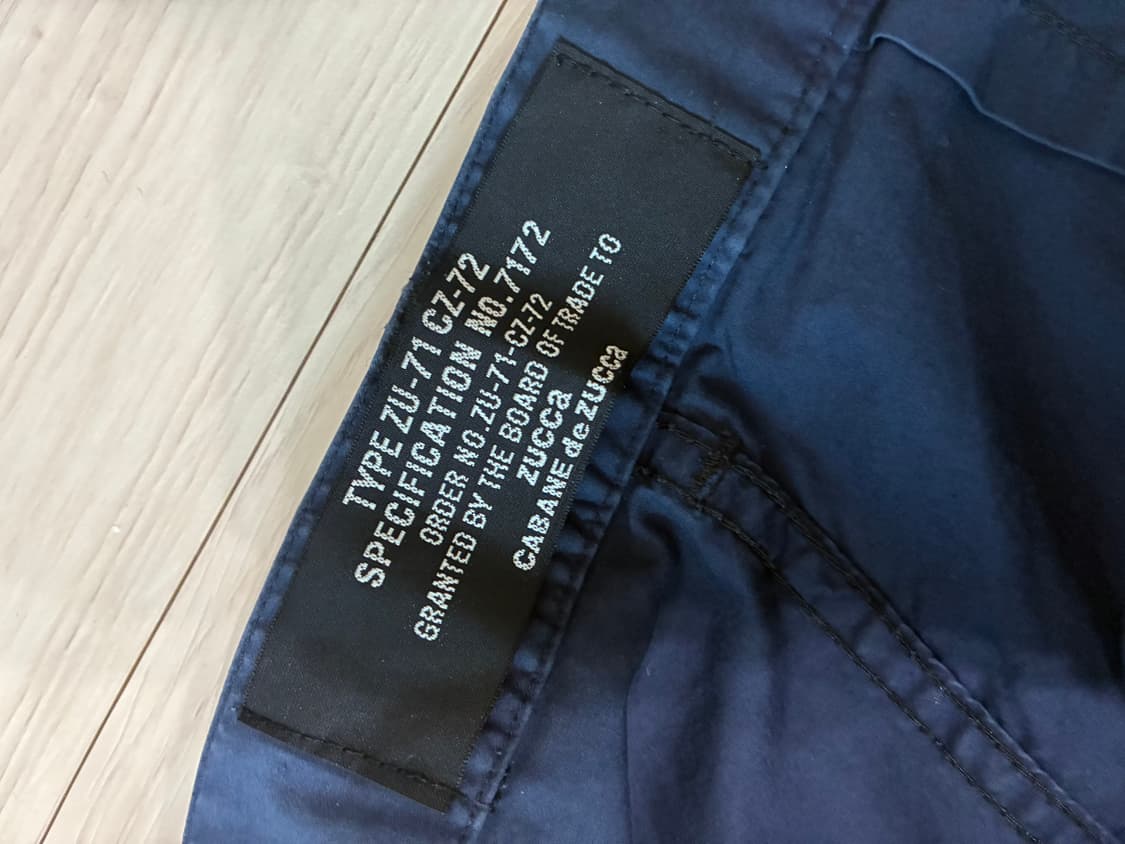 TYPE ZU-71 CZ-72
SPECIFICATION NO.7172
ORDER NO.ZU-71-CZ-72
GRANTED BY THE BOARD OF TRADE TO
ZUCCa
CABANE de ZUCCa